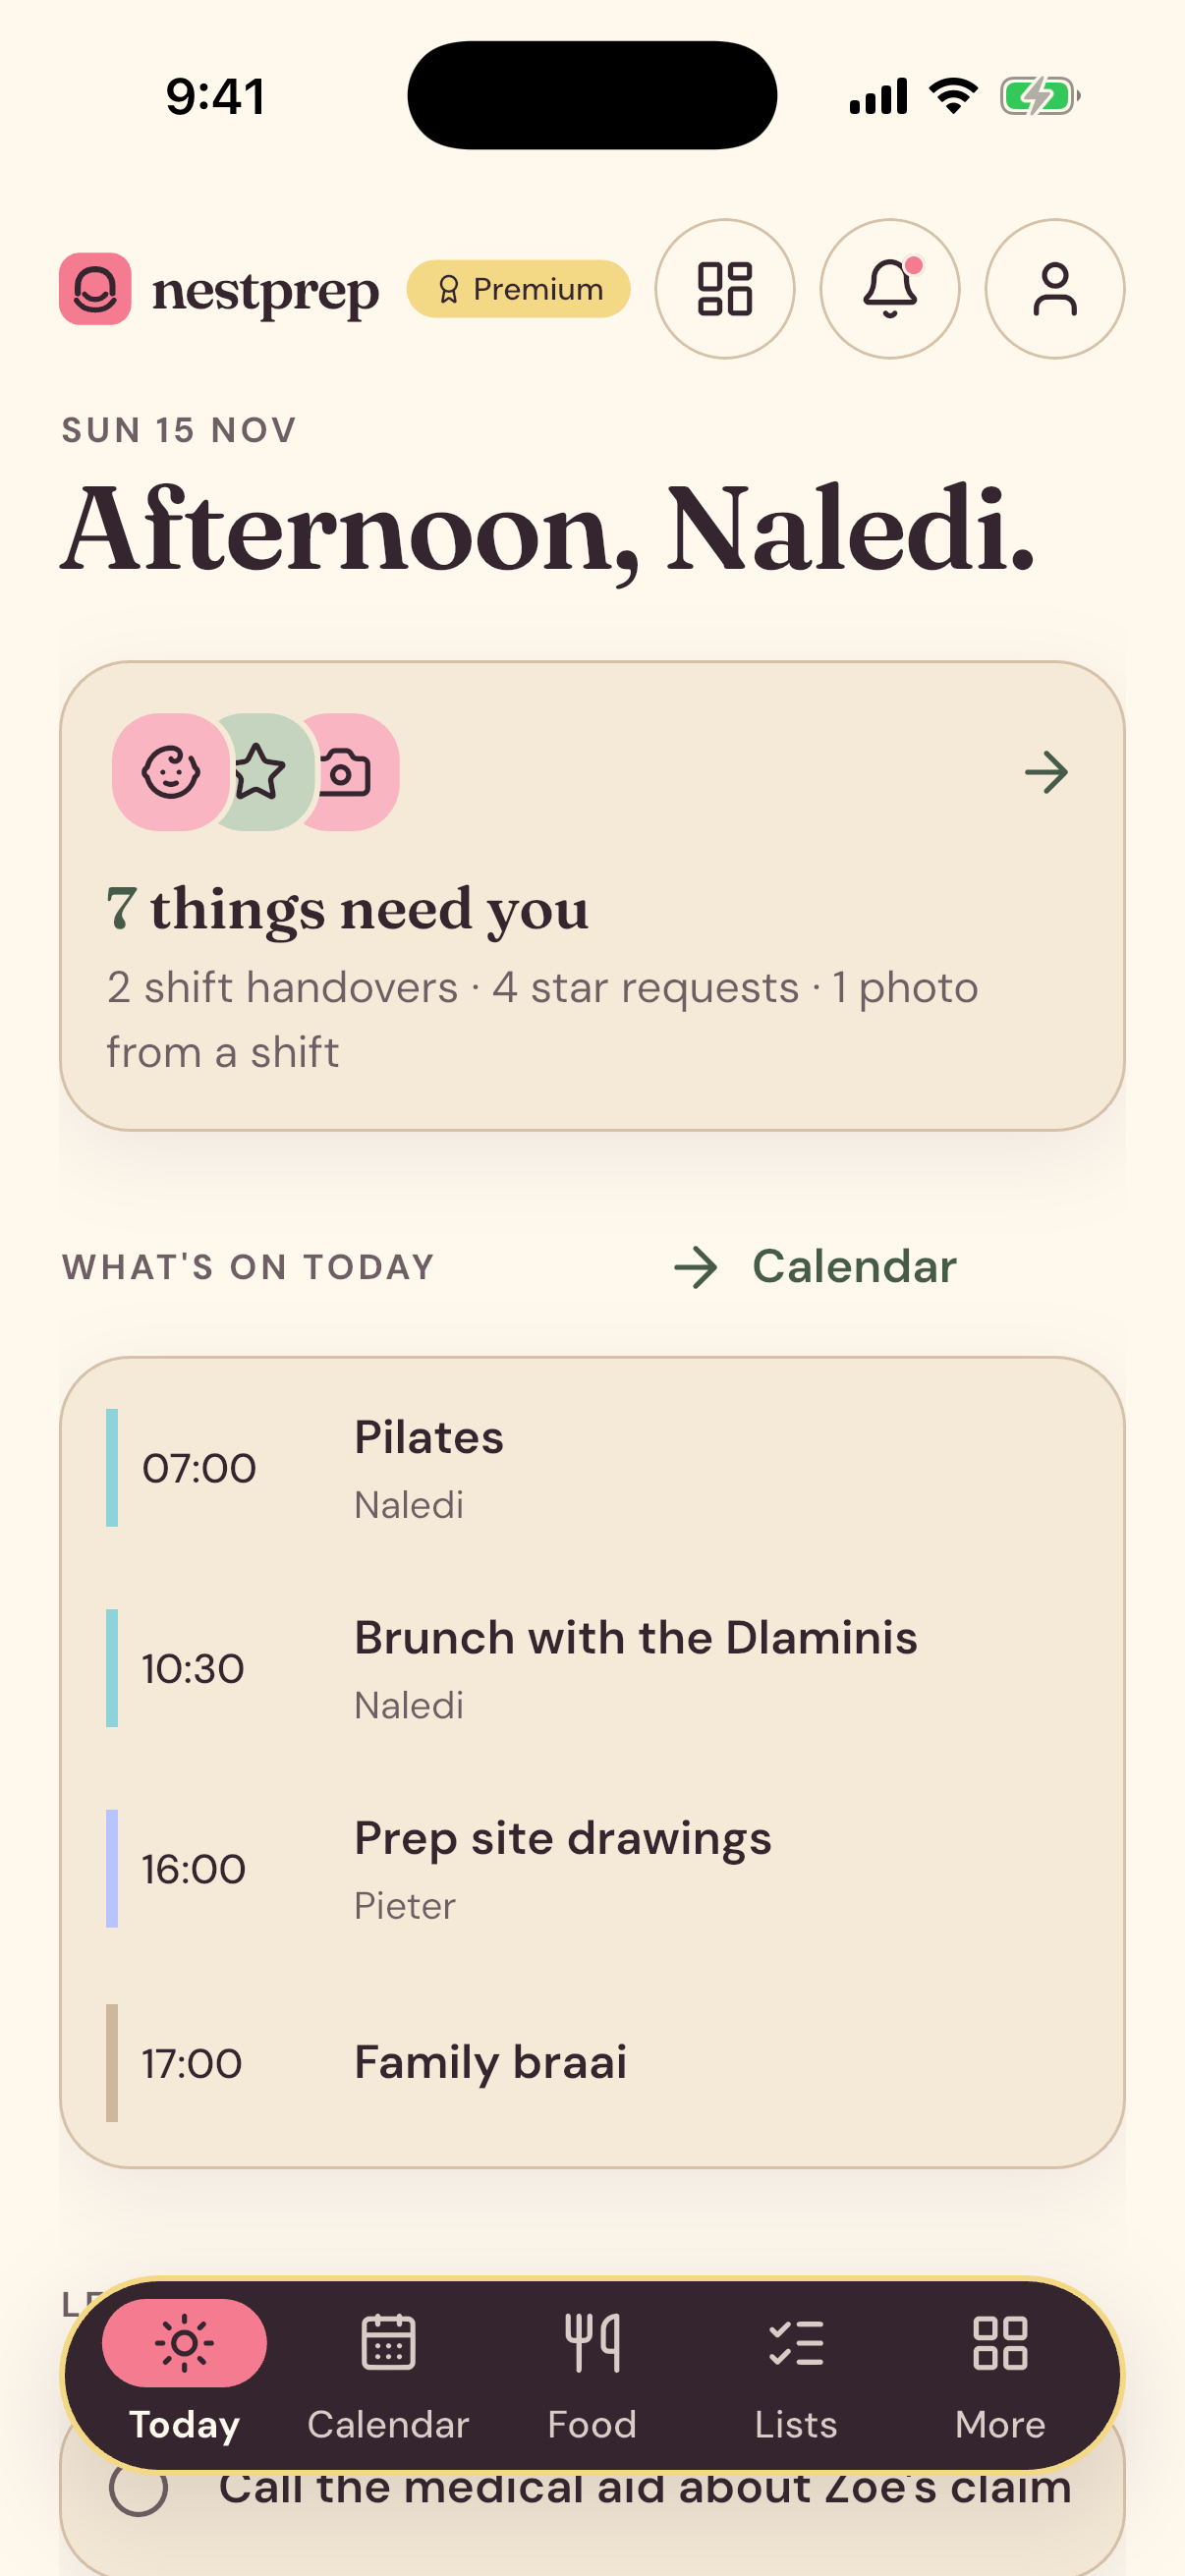 9:41
nestprep
Premium
SUN 15 NOV
Afternoon, Naledi.
7 things need you
2 shift handovers · 4 star requests · 1 photo
from a shift
WHAT'S ON TODAY
Calendar
07:00
Pilates
Naledi
10:30
Brunch with the Dlaminis
Naledi
16:00
Prep site drawings
Pieter
17:00
Family braai
Today
Calendar
Food
Lists
More
Call the medical aid about Zoë's claim